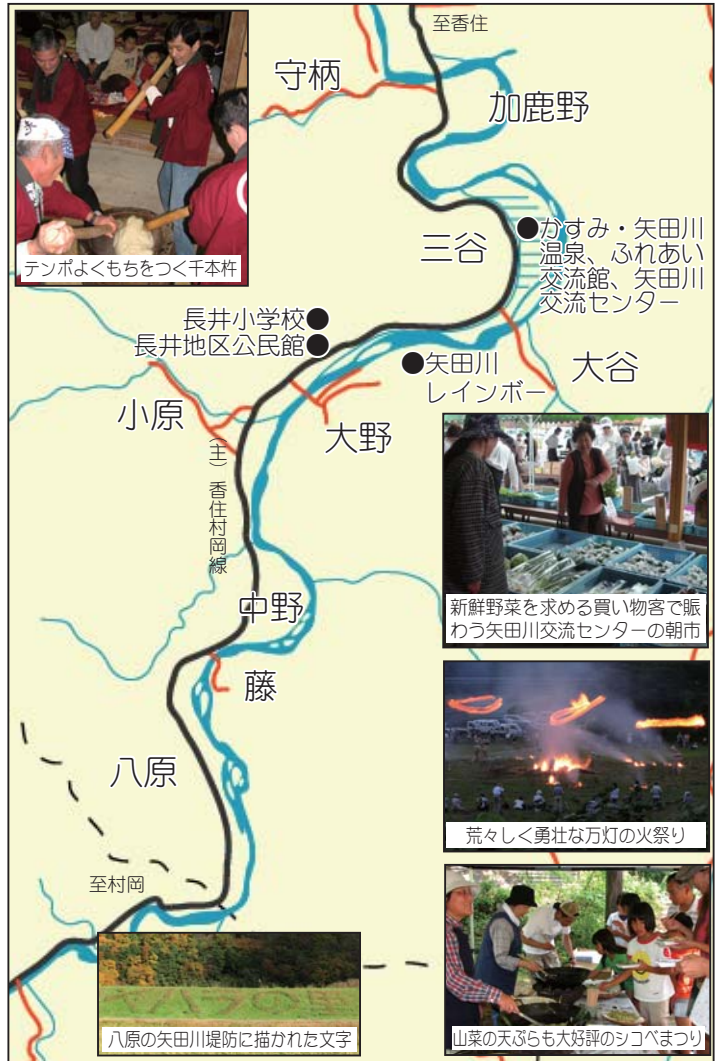 至香住
守柄
加鹿野
テンポよくもちをつく千本杵
三谷
●かすみ・矢田川
温泉、ふれあい
交流館、矢田川
交流センター
長井小学校●
長井地区公民館●
●矢田川
レインボー
大谷
小原
大野
(主)香住村岡線
新鮮野菜を求める買い物客で賑
わう矢田川交流センターの朝市
中野
藤
八原
荒々しく勇壮な万灯の火祭り
至村岡
八原の矢田川堤防に描かれた文字
山菜の天ぷらも大好評のシコベまつり